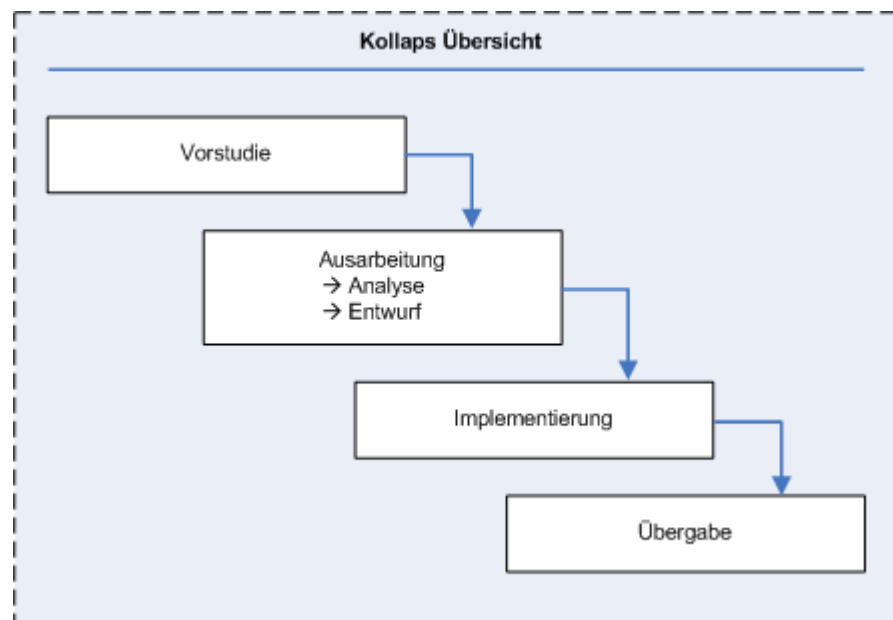 Kollaps Übersicht
Vorstudie
Ausarbeitung
→ Analyse
→ Entwurf
Implementierung
Übergabe